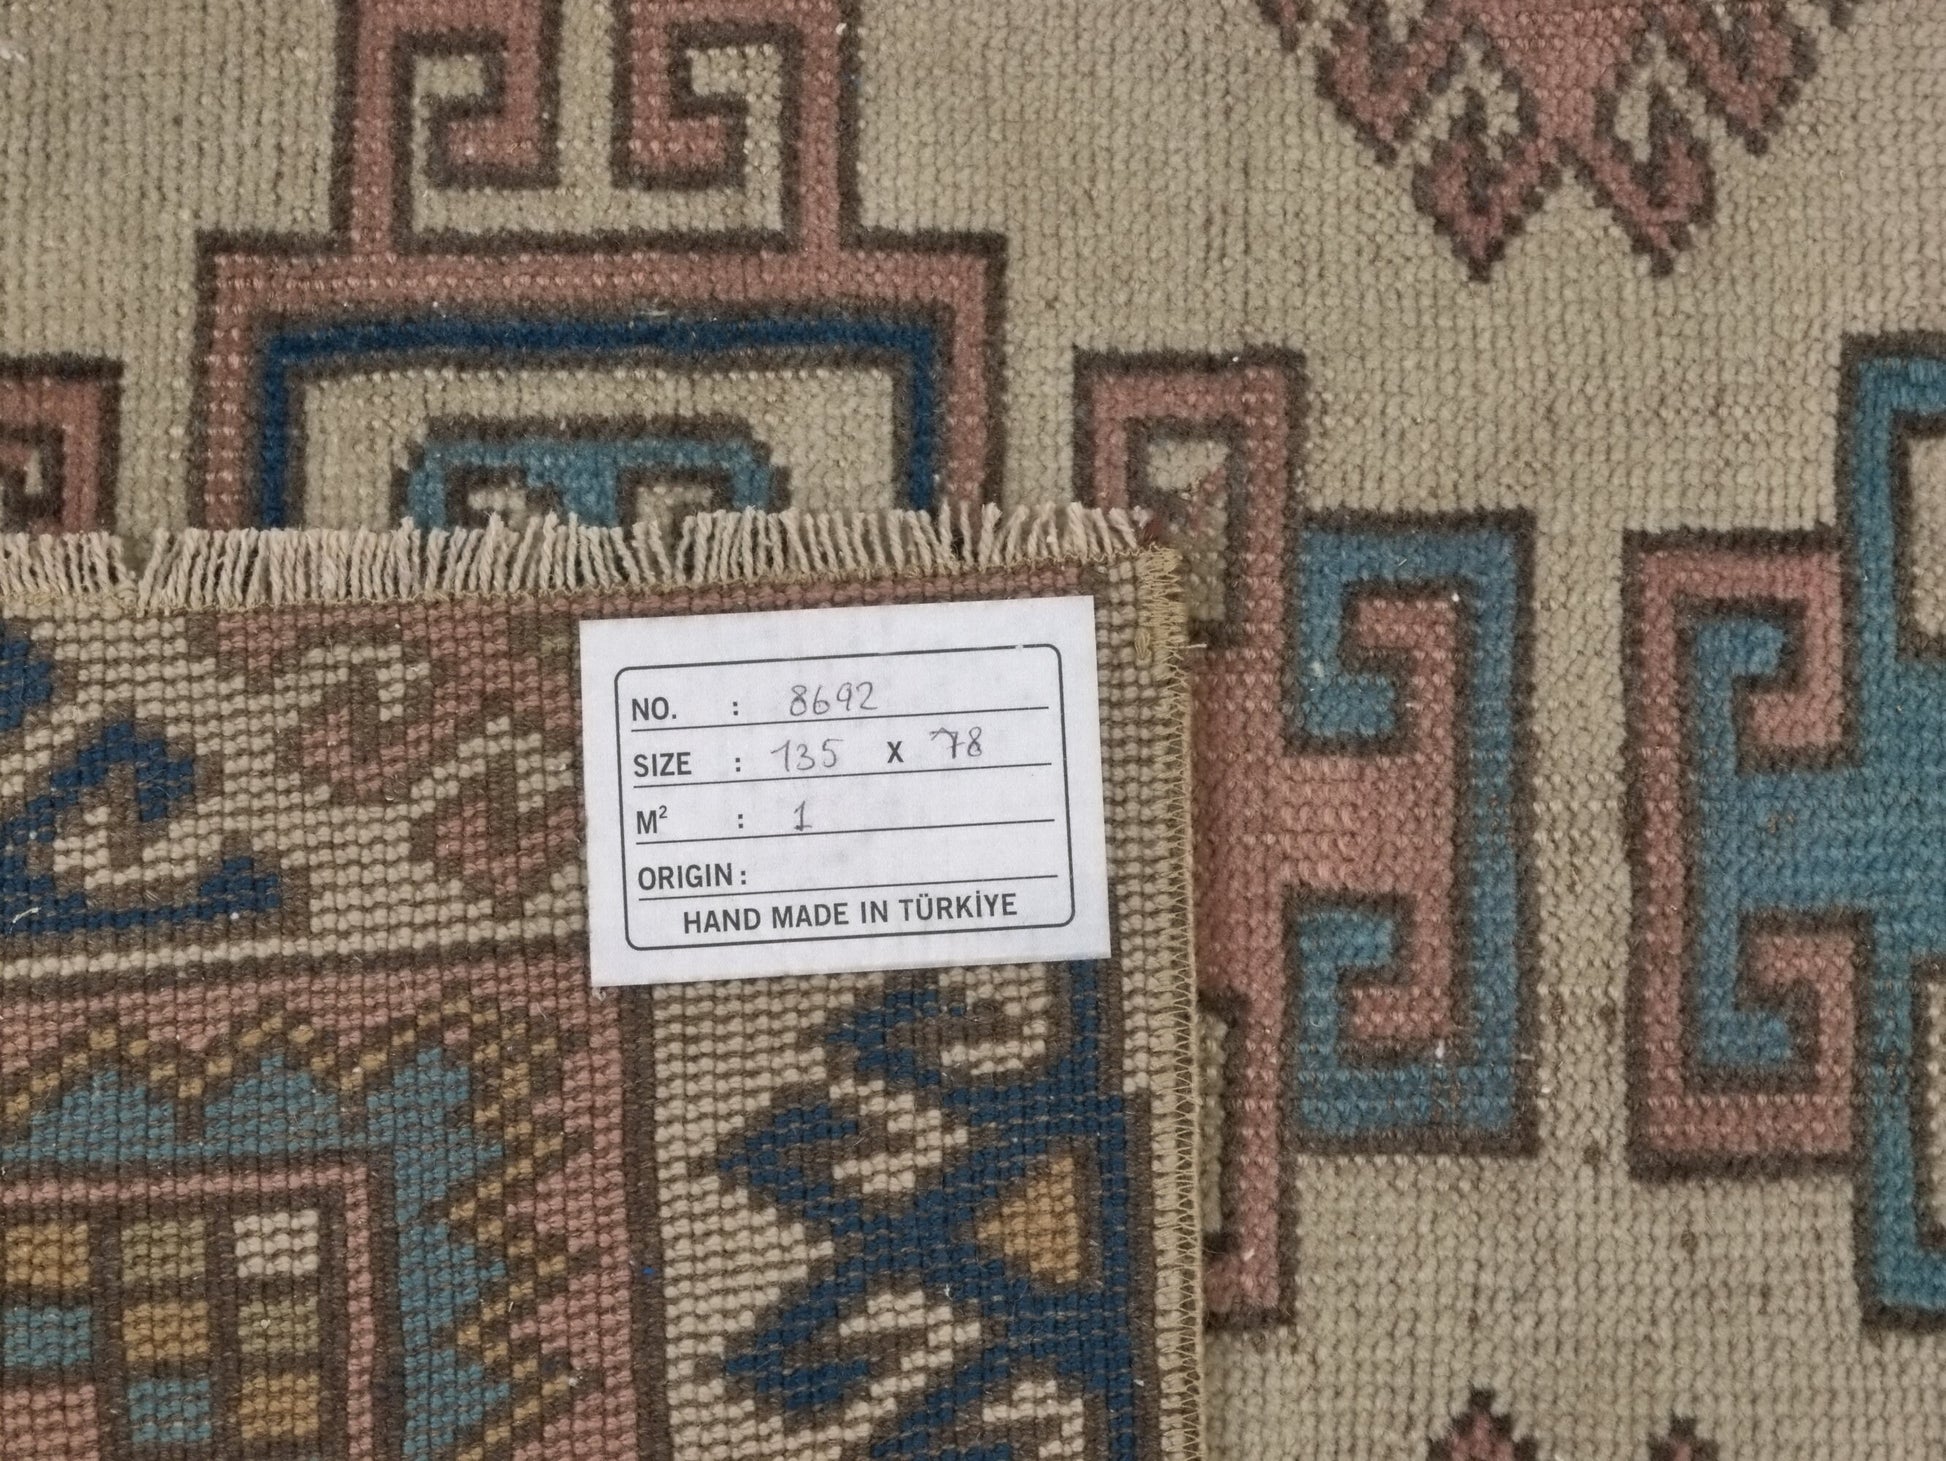 NO. : 8692
SIZE : 135 X 78
M² : 1
ORIGIN :
HAND MADE IN TÜRKİYE